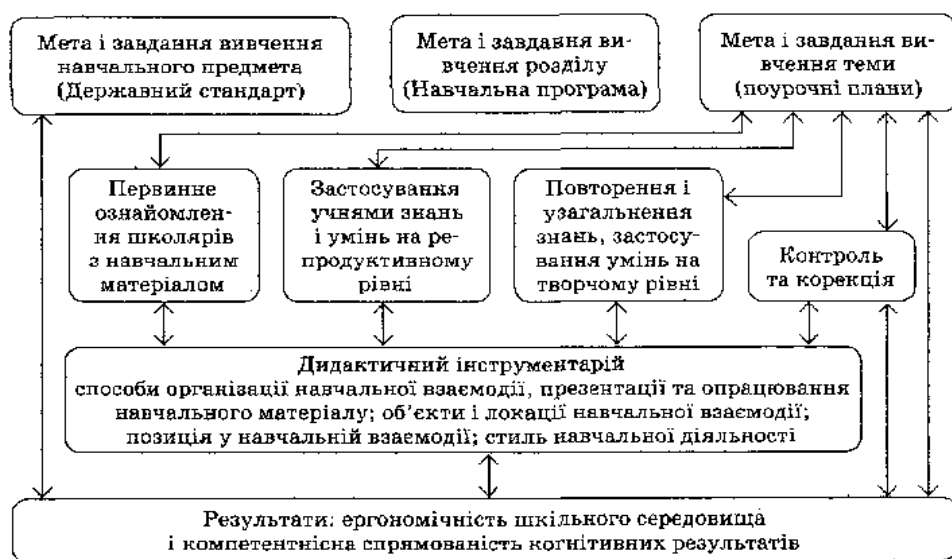 Мета і завдання вивчення
навчального предмета
(Державний стандарт)
Мета і завдання ви-
вчення розділу
(Навчальна програма)
Мета і завдання ви-
вчення теми
(поурочні плани)
Первинне
ознайомлен-
ня школярів
з навчальним
матеріалом
Застосування
учнями знань
і умінь на ре-
продуктивному
рівні
Повторення і
узагальнення
знань, застосу-
вання умінь на
творчому рівні
Контроль
та корекція
Дидактичний інструментарій
способи організації навчальної взаємодії, презентації та опрацювання
навчального матеріалу; об’єкти і локації навчальної взаємодії;
позиція у навчальній взаємодії; стиль навчальної діяльності
Результати: ергономічність шкільного середовища
і компетентнісна спрямованість когнітивних результатів